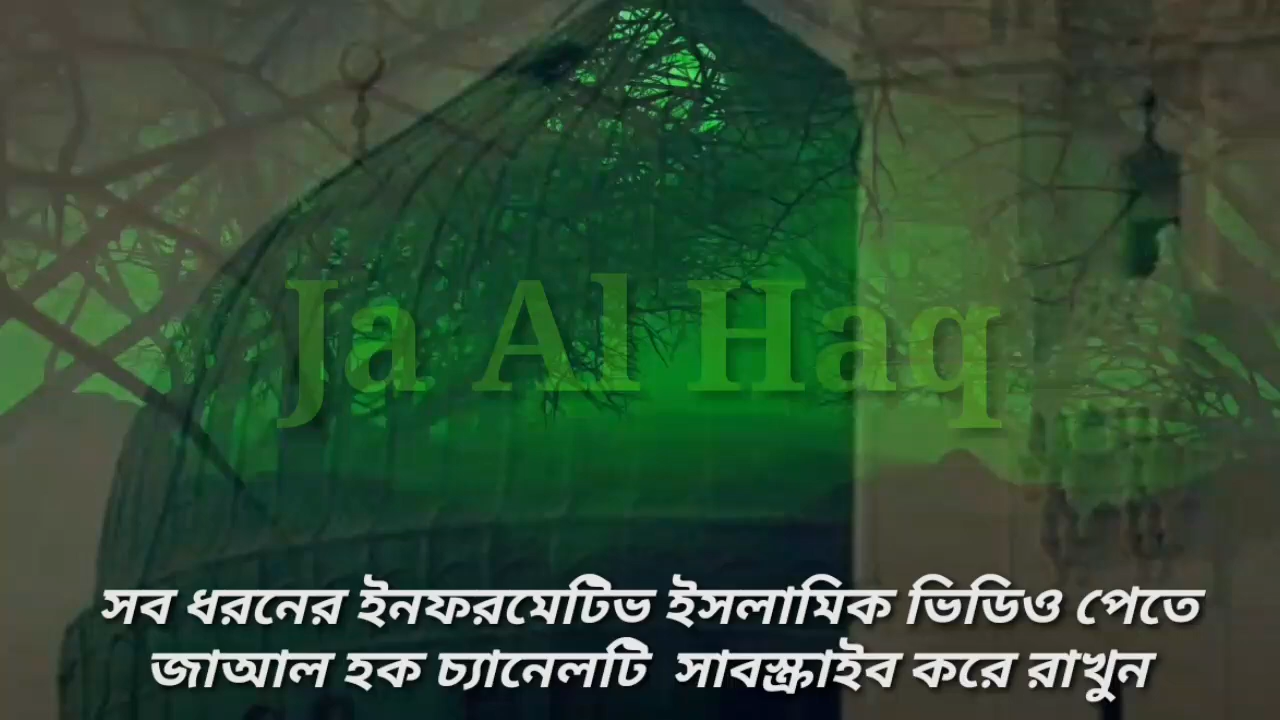 Ja Al Haq
সব ধরনের ইনফরমেটিভ ইসলামিক ভিডিও পেতে
জাআল হক চ্যানেলটি সাবস্ক্রাইব করে রাখুন